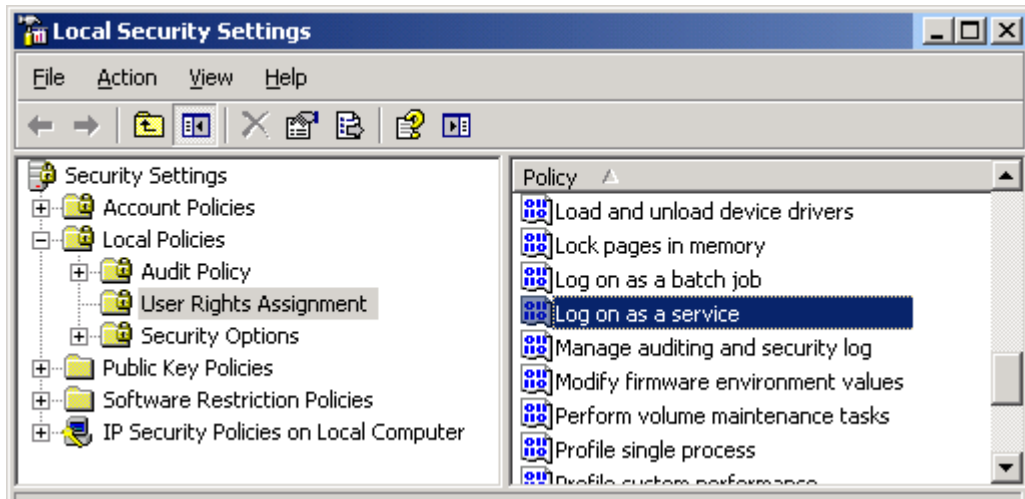 Local Security Settings
File Action View Help
Security Settings
Account Policies
Local Policies
Audit Policy
User Rights Assignment
Security Options
Public Key Policies
Software Restriction Policies
IP Security Policies on Local Computer
Policy
Load and unload device drivers
Lock pages in memory
Log on as a batch job
Log on as a service
Manage auditing and security log
Modify firmware environment values
Perform volume maintenance tasks
Profile single process
Profile system performance